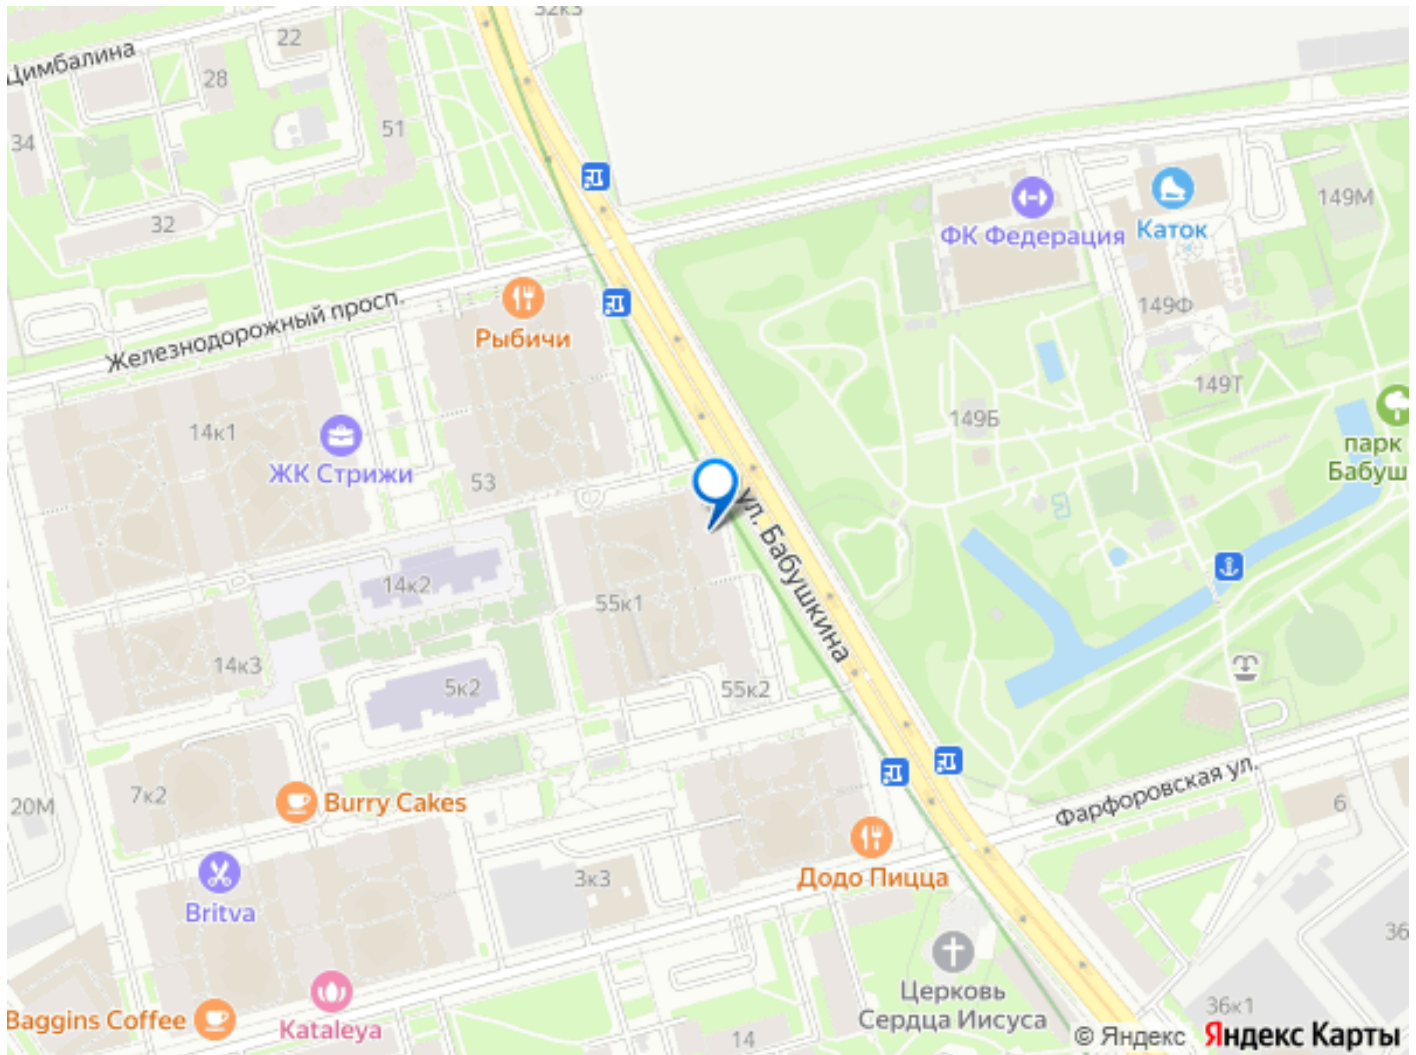 32к3
22
Цимбалина
28
51
34
32
149М
ФК Федерация
Каток
Железнодорожный просп.
Рыбичи
149Ф
149Т
149Б
14к1
ЖК Стрижи
53
парк
Бабуш
ул. Бабушкина
14к2
55к1
14к3
5к2
55к2
7к2
20М
Burry Cakes
Фарфоровская ул.
6
3к3
Додо Пицца
Britva
36
Церковь
Сердца Иисуса
36к1
Baggins Coffee
Kataleya
14
© Яндекс Яндекс Карты